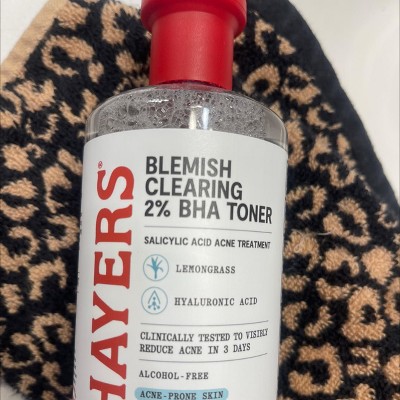 HAYERS®
BLEMISH
CLEARING
2% BHA TONER
SALICYLIC ACID ACNE TREATMENT
LEMONGRASS
HYALURONIC ACID
CLINICALLY TESTED TO VISIBLY
REDUCE ACNE IN 3 DAYS
ALCOHOL-FREE
ACNE-PRONE SKIN